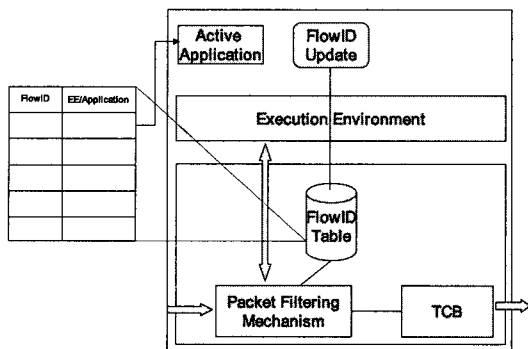 Active
Application
FlowID
Update
FlowID EE/Application
Execution Environment
FlowID
Table
Packet Filtering
Mechanism
TCB